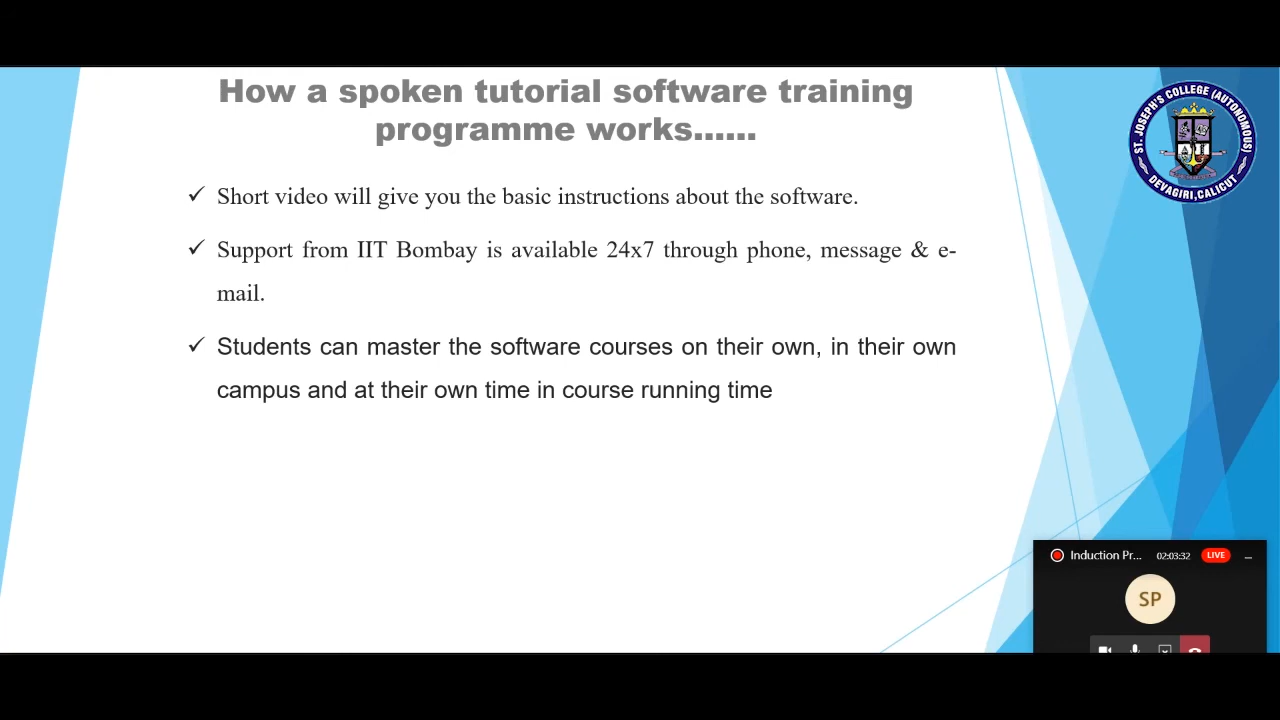 How a spoken tutorial software training
programme works......
✓ Short video will give you the basic instructions about the software.
✓ Support from IIT Bombay is available 24x7 through phone, message & e-
mail.
✓ Students can master the software courses on their own, in their own
campus and at their own time in course running time
ST. JOSEPH'S COLLEGE (AUTONOMOUS)
DEVAGIRI, CALICUT
Induction Pr... 02:03:32 LIVE
SP